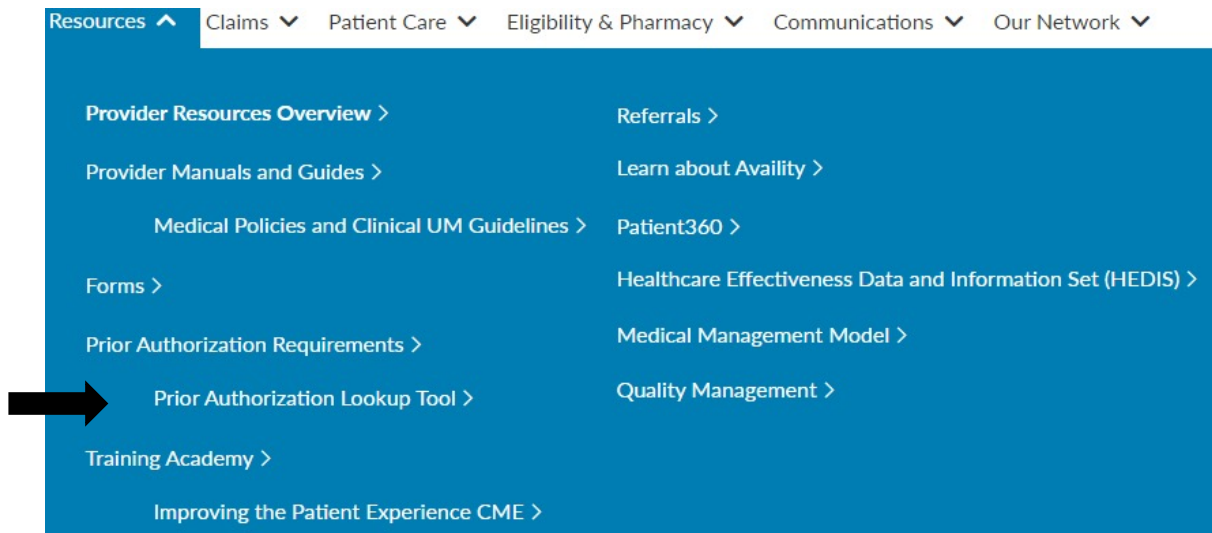 Resources Claims Patient Care Eligibility & Pharmacy Communications Our Network
Provider Resources Overview >
Provider Manuals and Guides >
Medical Policies and Clinical UM Guidelines >
Forms >
Prior Authorization Requirements >
Prior Authorization Lookup Tool >
Training Academy >
Improving the Patient Experience CME >
Referrals >
Learn about Availity >
Patient360 >
Healthcare Effectiveness Data and Information Set (HEDIS) >
Medical Management Model >
Quality Management >